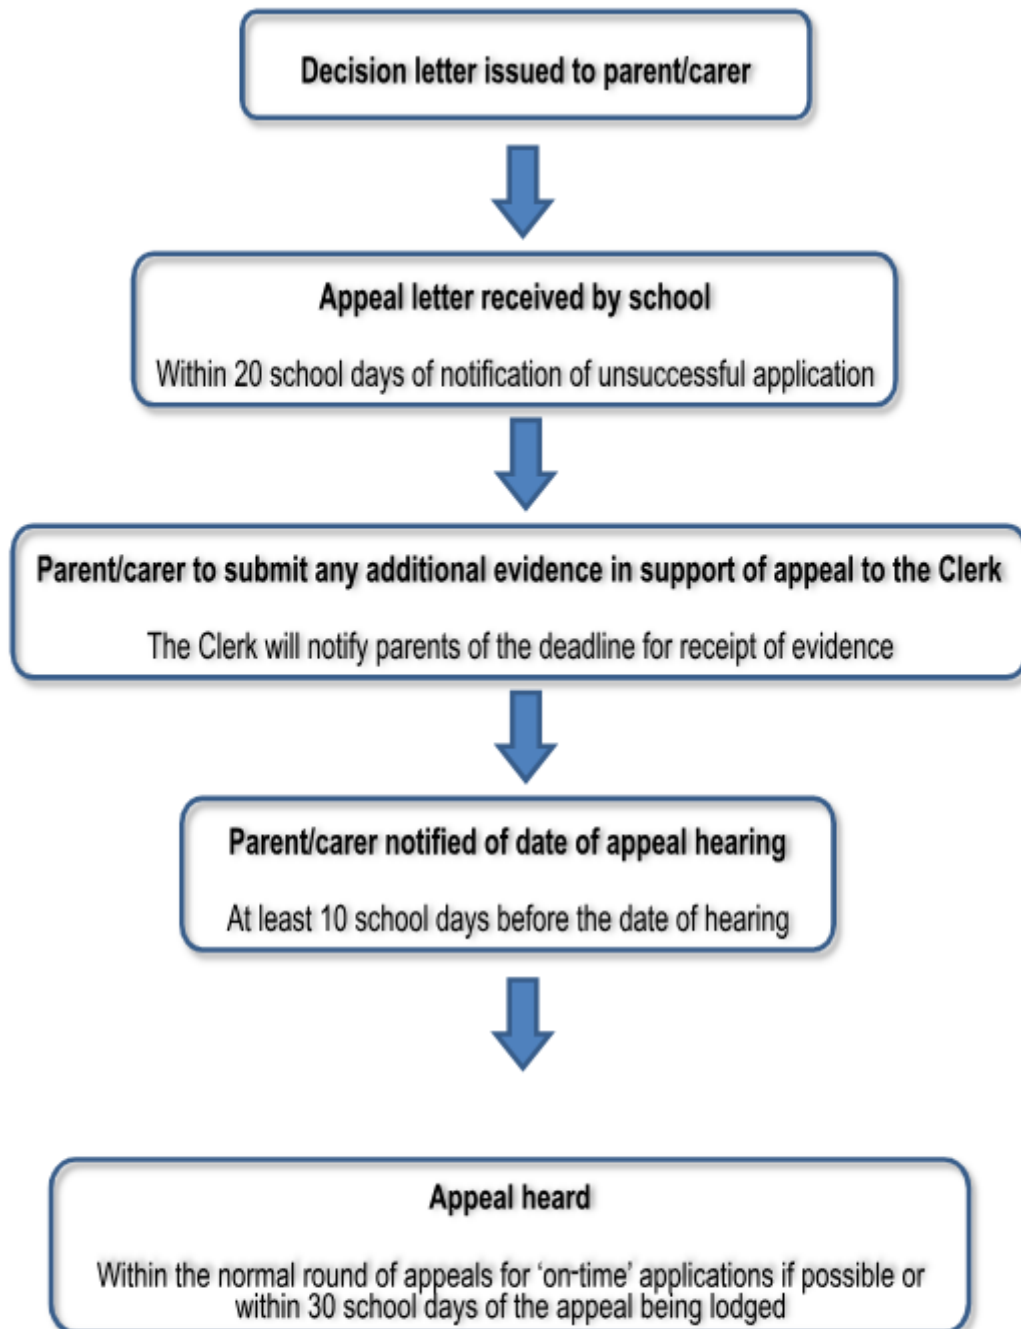 Decision letter issued to parent/carer
Appeal letter received by school
Within 20 school days of notification of unsuccessful application
Parent/carer to submit any additional evidence in support of appeal to the Clerk
The Clerk will notify parents of the deadline for receipt of evidence
Parent/carer notified of date of appeal hearing
At least 10 school days before the date of hearing
Appeal heard
Within the normal round of appeals for ‘on-time’ applications if possible or
within 30 school days of the appeal being lodged